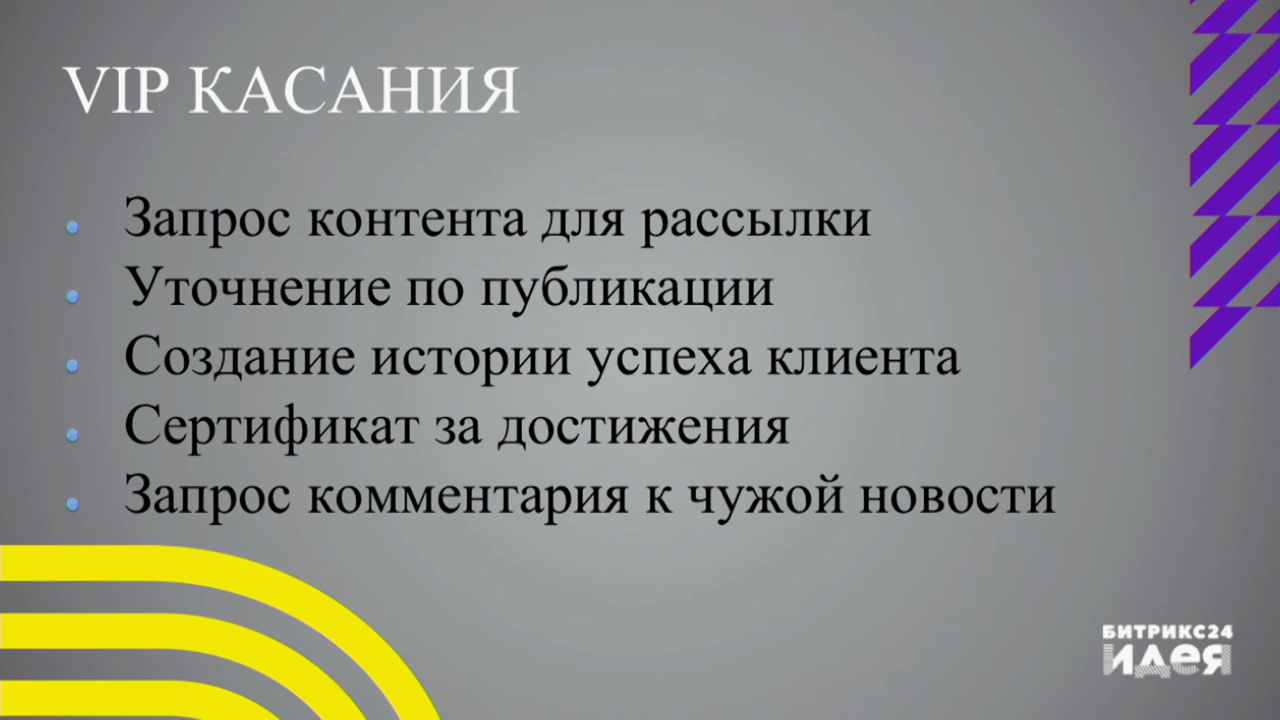 VIP КАСАНИЯ
Запрос контента для рассылки
Уточнение по публикации
Создание истории успеха клиента
Сертификат за достижения
Запрос комментария к чужой новости
БИТРИКС24
идея